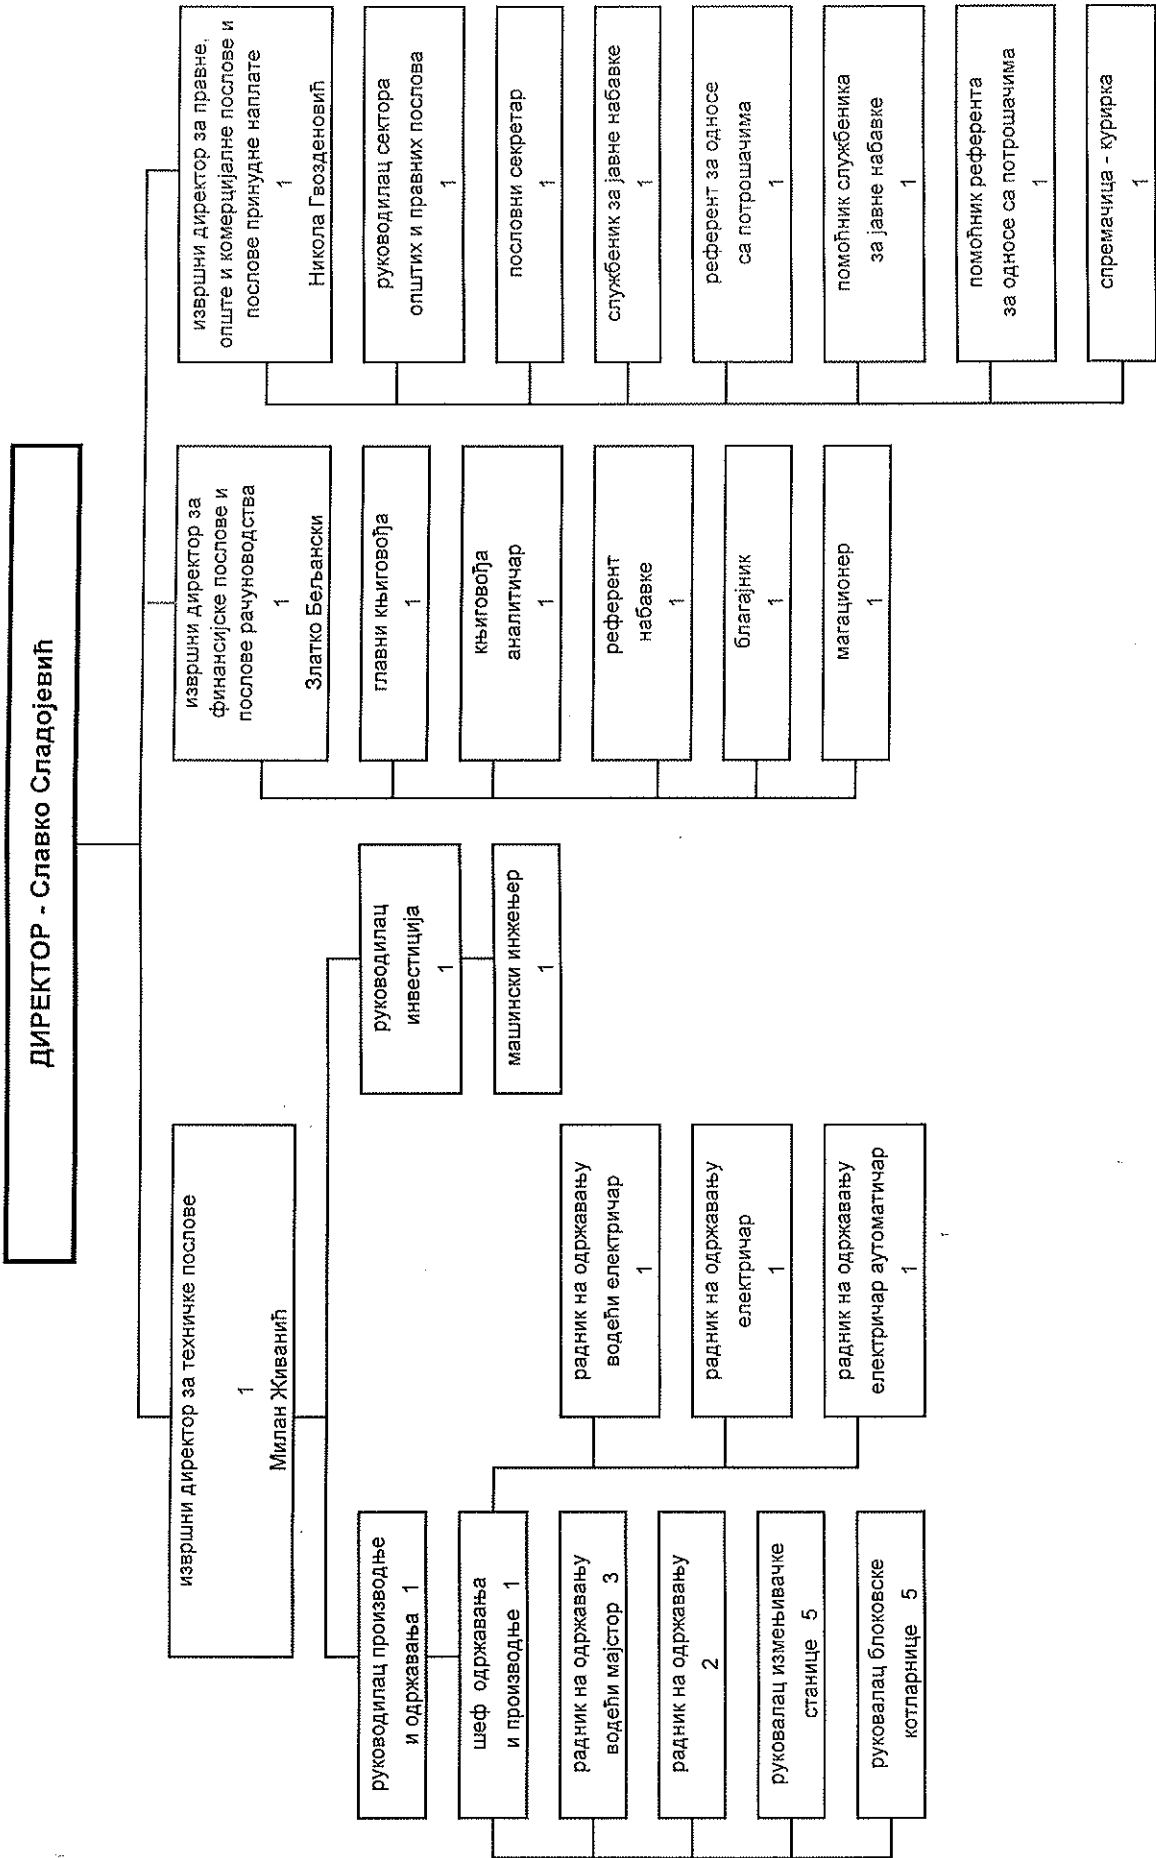 ДИРЕКТОР - Славко Сладојевић
извршни директор за техничке послове
1
Милан Живанић
руководилац производње
и одржавања 1
шеф одржавања
и производње 1
радник на одржавању
водећи мајстор 3
радник на одржавању
2
руковалац измењивачке
станице 5
руковалац блоковске
котларнице 5
радник на одржавању
водећи електричар
1
радник на одржавању
електричар
1
радник на одржавању
електричар аутоматичар
1
руководилац
инвестиција
1
машински инжењер
1
извршни директор за
финансијске послове и
послове рачуноводства
1
Златко Бељански
главни књиговођа
1
књиговођа
аналитичар
1
референт
набавке
1
благајник
1
магационер
1
извршни директор за правне,
опште и комерцијалне послове и
послове принудне наплате
1
Никола Гвозденовић
руководилац сектора
општих и правних послова
1
пословни секретар
1
службеник за јавне набавке
1
референт за односе
са потрошачима
1
помоћник службеника
за јавне набавке
1
помоћник референта
за односе са потрошачима
1
спремачица - курирка
1